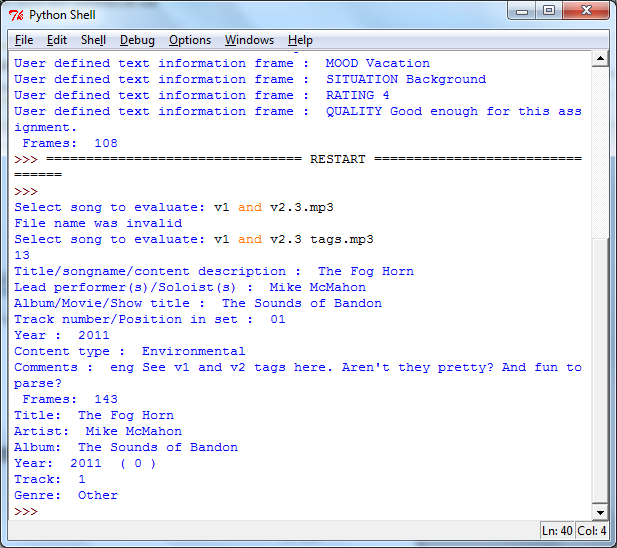 Python Shell
File Edit Shell Debug Options Windows Help
User defined text information frame :  MOOD Vacation
User defined text information frame :  SITUATION Background
User defined text information frame :  RATING 4
User defined text information frame :  QUALITY Good enough for this ass
ignment.
 Frames:  108
>>> ================================ RESTART ==========================
======
>>>
Select song to evaluate: v1 and v2.3.mp3
File name was invalid
Select song to evaluate: v1 and v2.3 tags.mp3
13
Title/songname/content description :  The Fog Horn
Lead performer(s)/Soloist(s) :  Mike McMahon
Album/Movie/Show title :  The Sounds of Bandon
Track number/Position in set :  01
Year :  2011
Content type :  Environmental
Comments :  eng See v1 and v2 tags here. Aren't they pretty? And fun to
parse?
 Frames:  143
Title:  The Fog Horn
Artist:  Mike McMahon
Album:  The Sounds of Bandon
Year:  2011  ( 0 )
Track:  1
Genre:  Other
>>>
Ln: 40 Col: 4